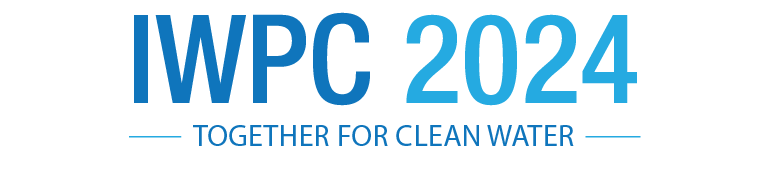 IWPC 2024
TOGETHER FOR CLEAN WATER